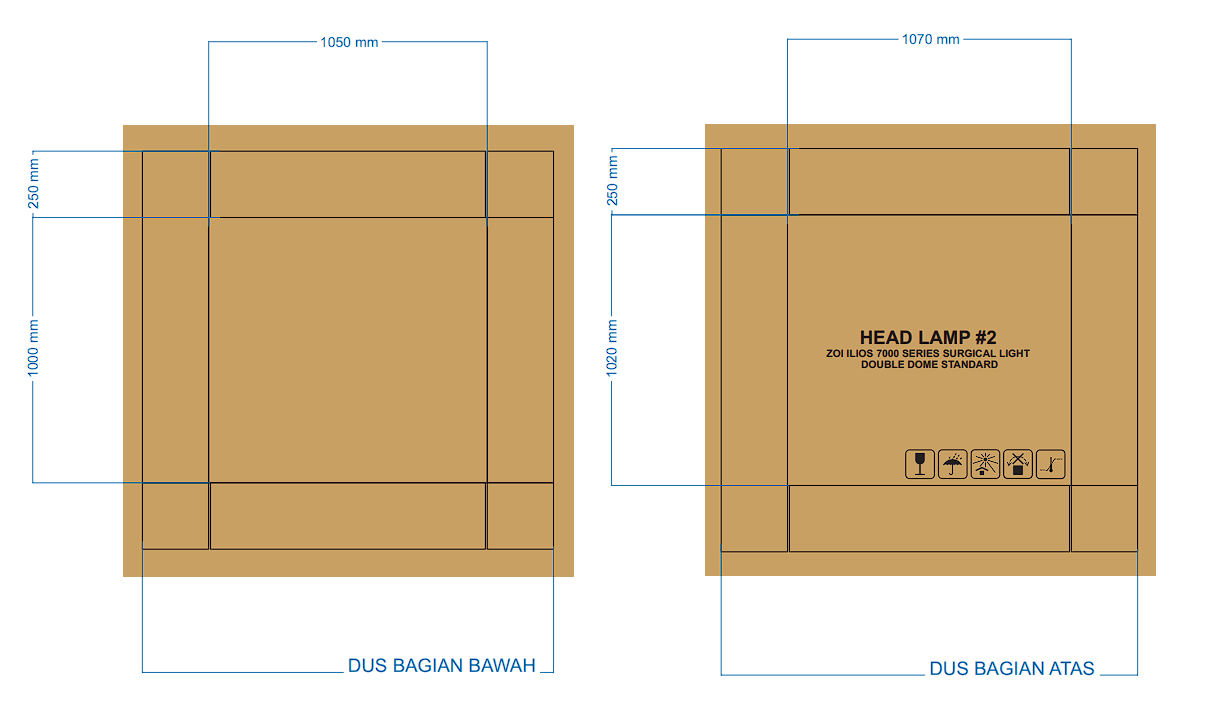 1050 mm
250 mm
1000 mm
DUS BAGIAN BAWAH
1070 mm
250 mm
1020 mm
HEAD LAMP #2
ZOI ILIOS 7000 SERIES SURGICAL LIGHT
DOUBLE DOME STANDARD
DUS BAGIAN ATAS